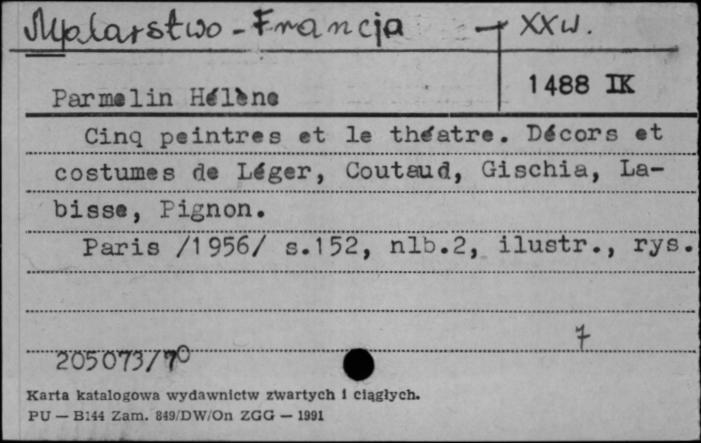 Malarstwo - Francja - XX w.
1488 IK
Parmelin Hélène
Cinq peintres et le théatre. Décors et
costumes de Léger, Coutaud, Gischia, La-
bisse, Pignon.
Paris /1956/ s.152, nlb.2, ilustr., rys.
7
205073/70
Karta katalogowa wydawnictw zwartych i ciągłych.
PU — B144 Zam. 849/DW/On ZGG — 1991